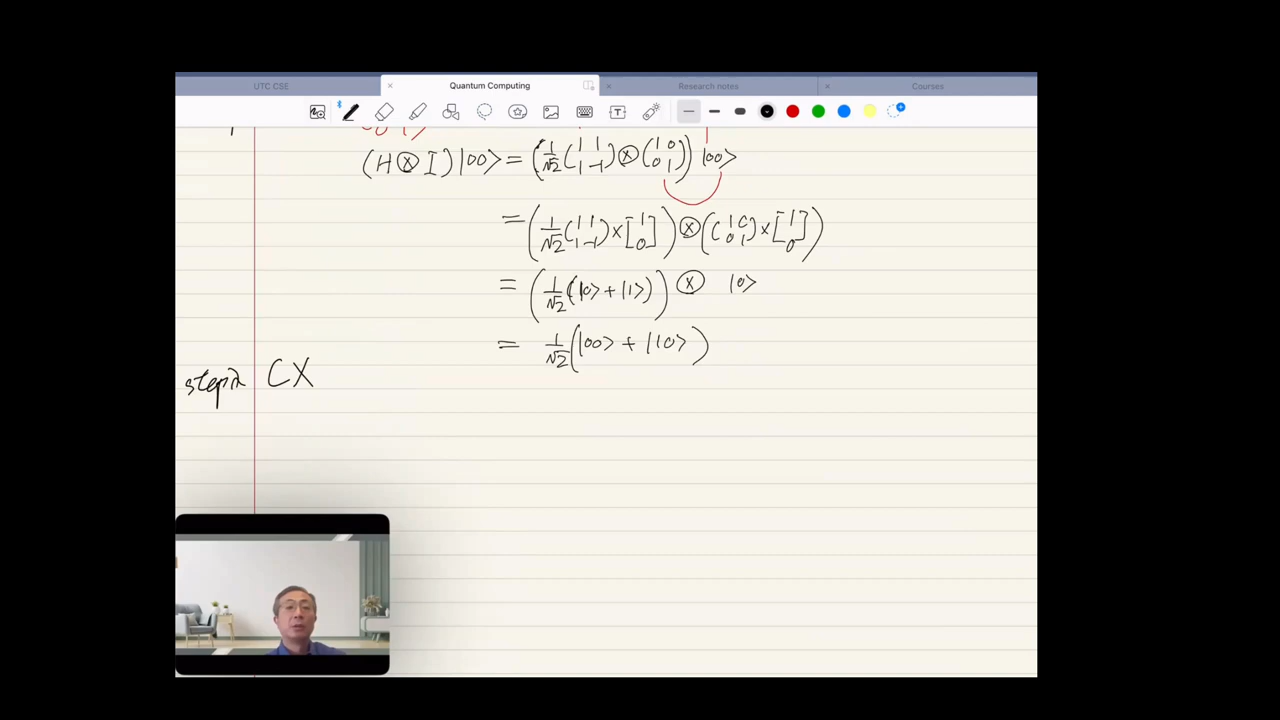 UTC CSE
Quantum Computing
Research notes
Courses
(H⊗I)|00> = (1/√2 (1 1 1 -1) ⊗ (1 0 0 1)) |00>
= (1/√2 (1 1 1 -1) × [1 0]) ⊗ ((1 0 0 1) × [1 0])
= (1/√2 (|0> + |1>)) ⊗ |0>
= 1/√2 (|00> + |10>)
step2 CX